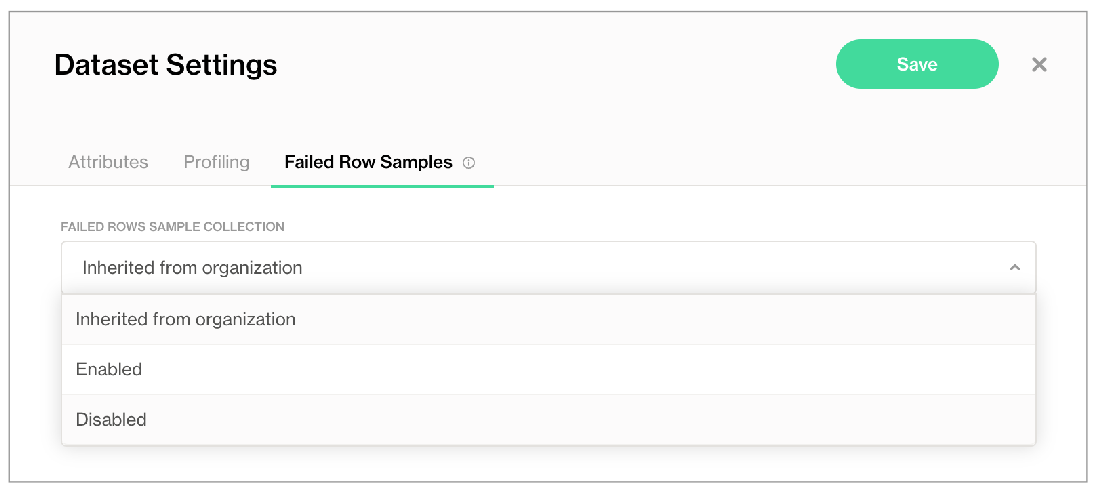 Dataset Settings
Save
Attributes
Profiling
Failed Row Samples
FAILED ROWS SAMPLE COLLECTION
Inherited from organization
Inherited from organization
Enabled
Disabled